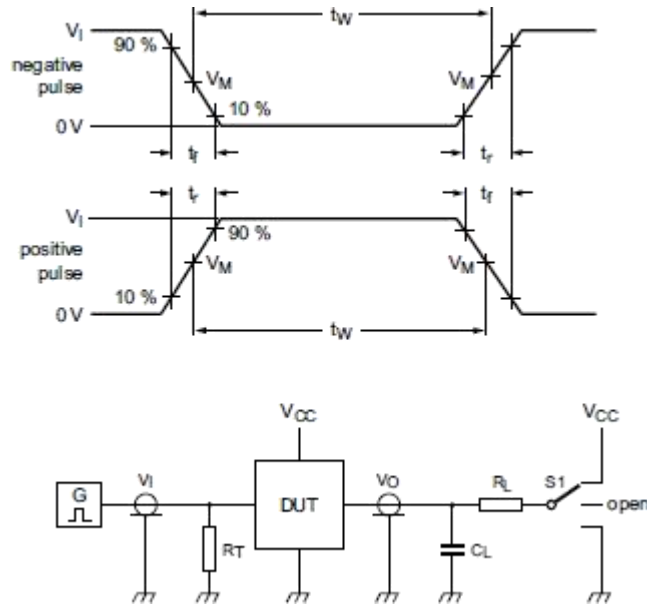 tW
VI
90 %
negative
pulse
VM
VM
10 %
0 V
tf
tr
tr
tf
VI
90 %
positive
pulse
VM
VM
10 %
0 V
tW
VCC
VCC
G
VI
DUT
VO
RL
S1
open
RT
CL